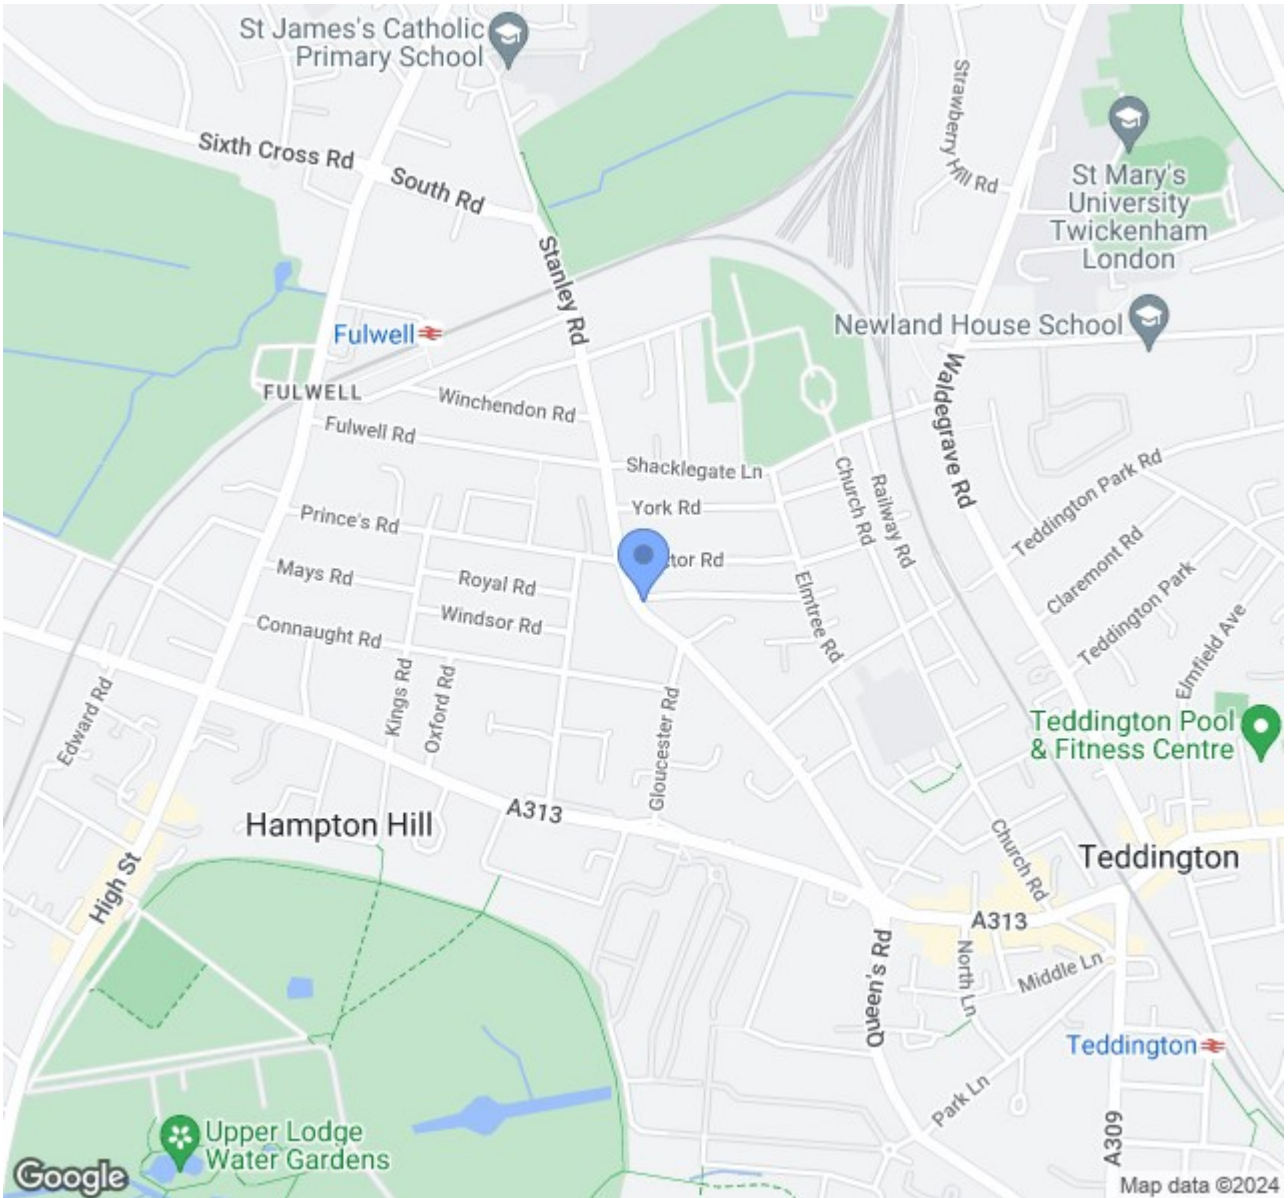 St James's Catholic
Primary School
Sixth Cross Rd
South Rd
Strawberry Hill Rd
St Mary's
University
Twickenham
London
Stanley Rd
Fulwell
Newland House School
FULWELL
Winchendon Rd
Waldegrave Rd
Fulwell Rd
Shacklegate Ln
Church Rd
Railway Rd
Teddington Park Rd
York Rd
Prince's Rd
Claremont Rd
Mays Rd
Royal Rd
Elmtree Rd
Teddington Park
Windsor Rd
Connaught Rd
Elmfield Ave
Kings Rd
Oxford Rd
Edward Rd
Gloucester Rd
Teddington Pool
& Fitness Centre
Hampton Hill
A313
Church Rd
Teddington
High St
A313
Queen's Rd
North Ln
Middle Ln
Teddington
Park Ln
A309
Upper Lodge
Water Gardens
Google
Map data ©2024